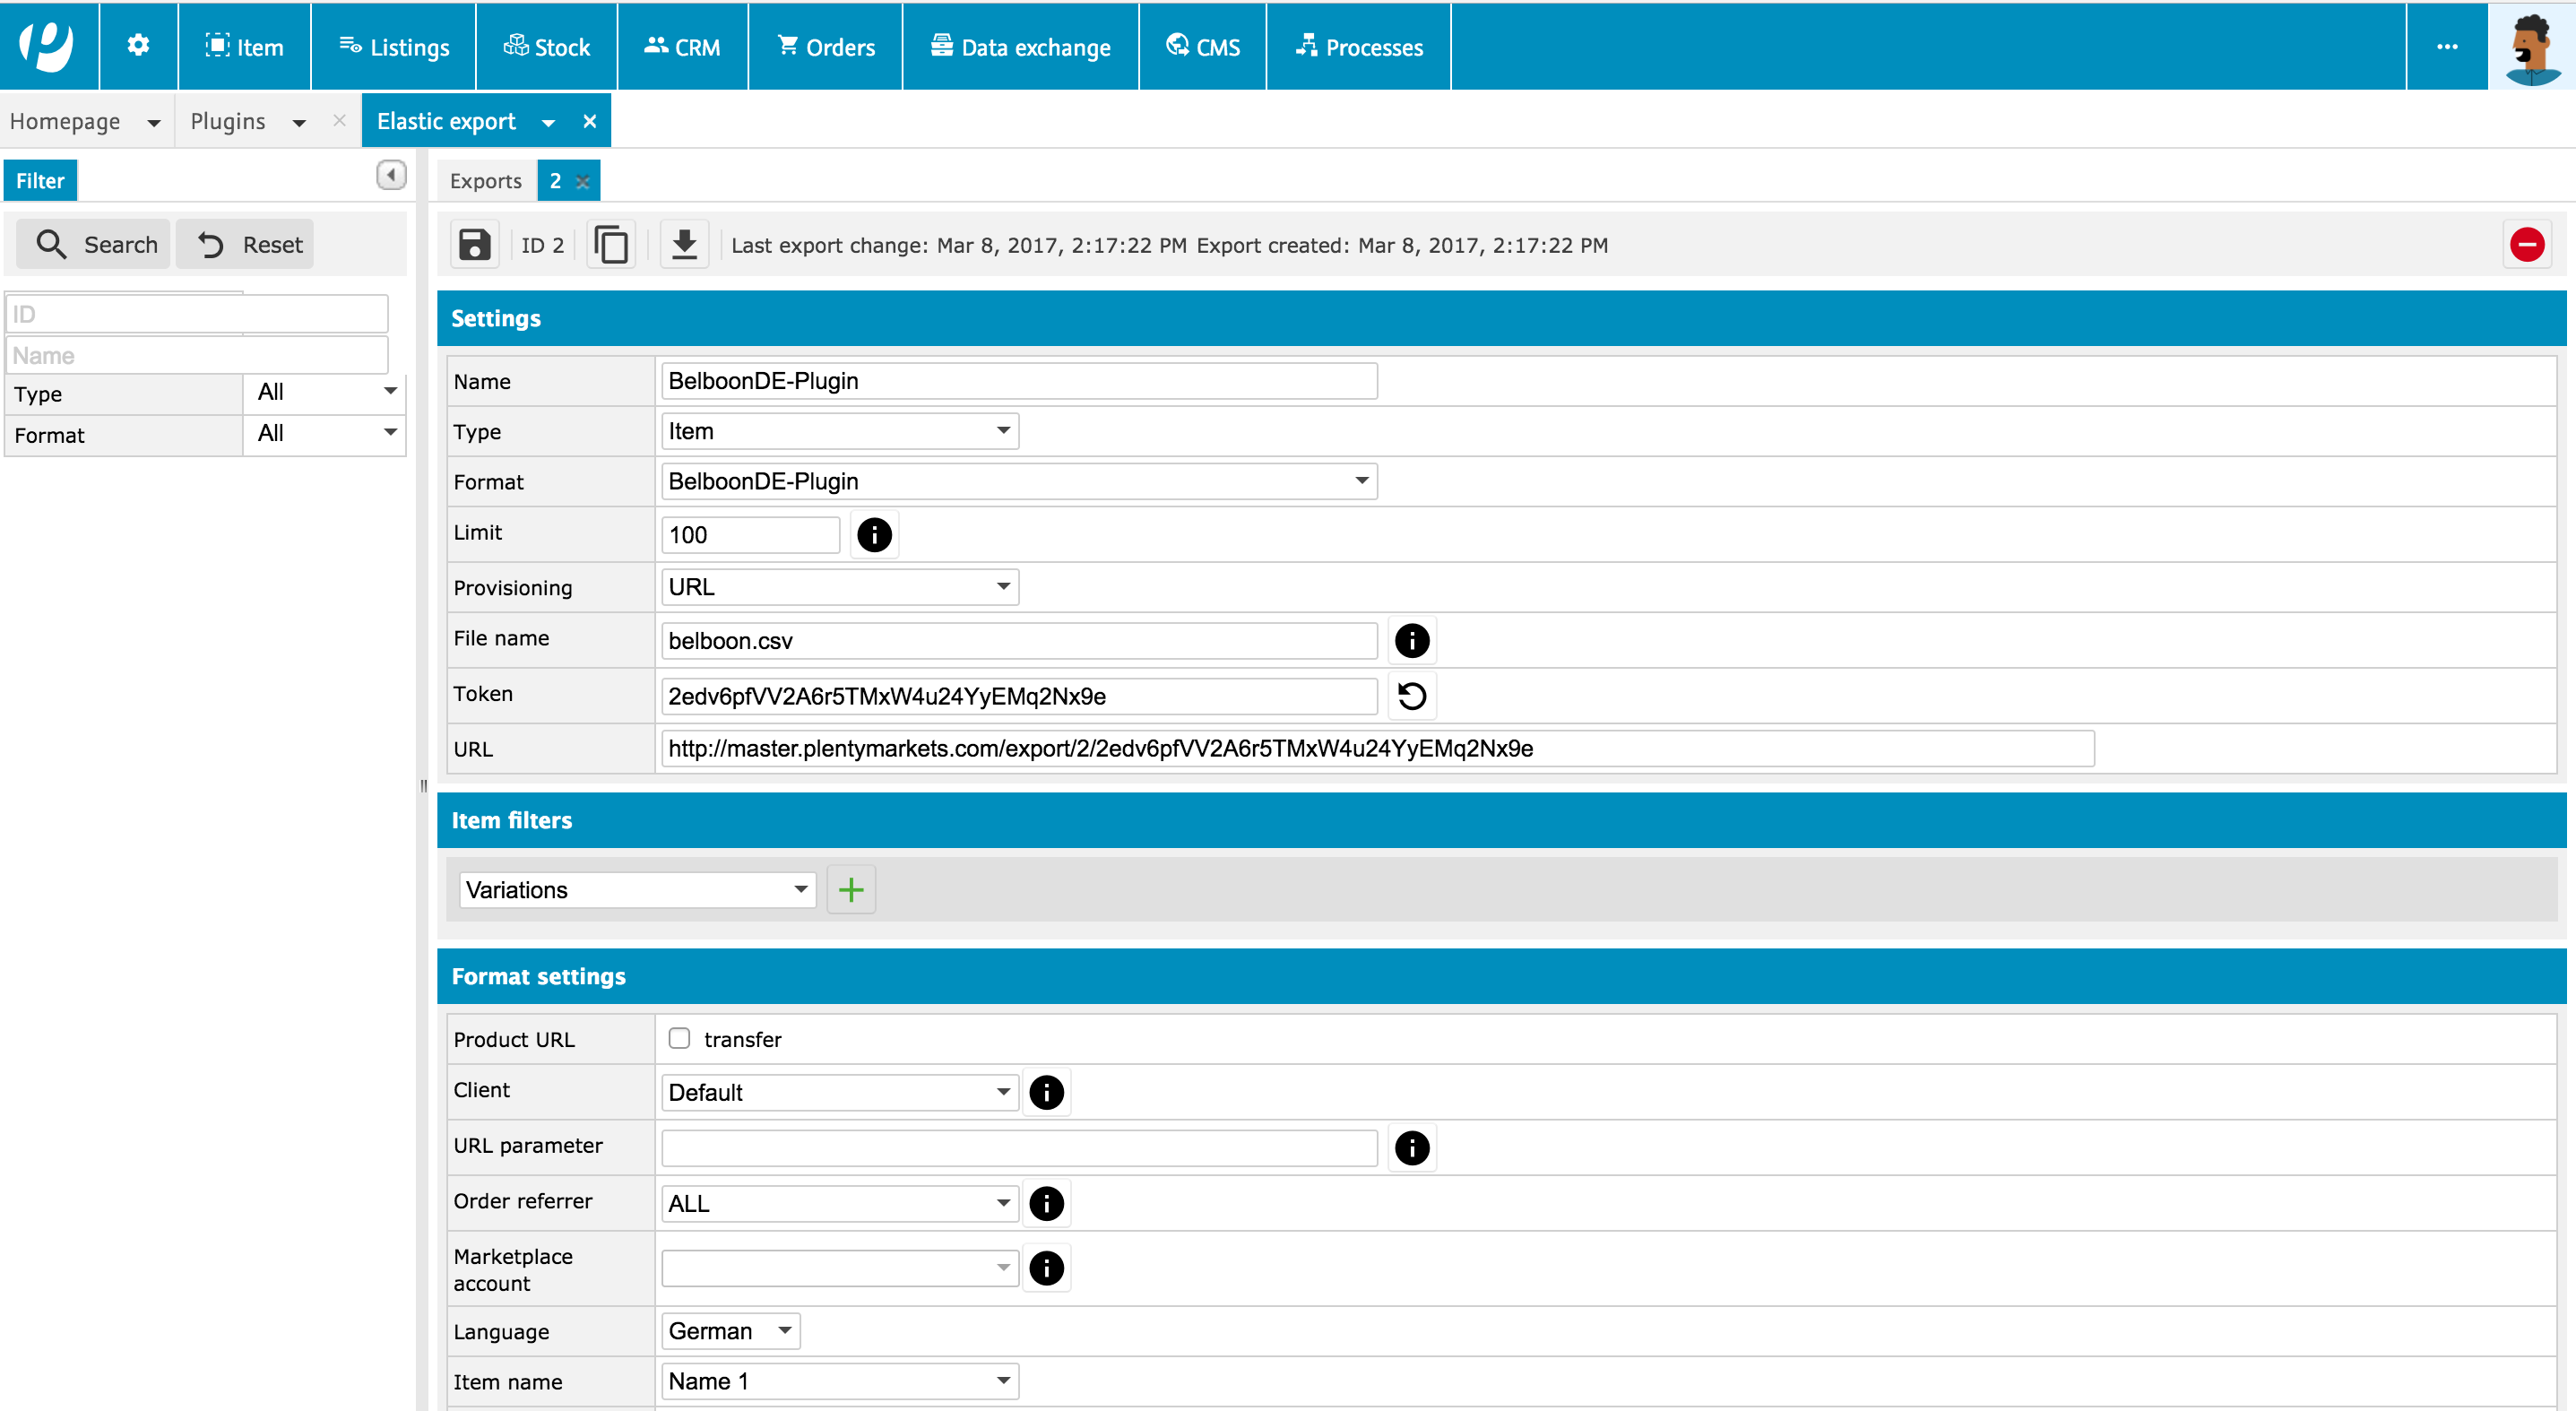 Item Listings Stock CRM Orders Data exchange CMS Processes ...
Homepage Plugins Elastic export
Filter
Search Reset
ID
Name
Type All
Format All
Exports 2
ID 2 Last export change: Mar 8, 2017, 2:17:22 PM Export created: Mar 8, 2017, 2:17:22 PM
Settings
Name BelboonDE-Plugin
Type Item
Format BelboonDE-Plugin
Limit 100
Provisioning URL
File name belboon.csv
Token 2edv6pfVV2A6r5TMxW4u24YyEMq2Nx9e
URL http://master.plentymarkets.com/export/2/2edv6pfVV2A6r5TMxW4u24YyEMq2Nx9e
Item filters
Variations
Format settings
Product URL transfer
Client Default
URL parameter
Order referrer ALL
Marketplace
account
Language German
Item name Name 1